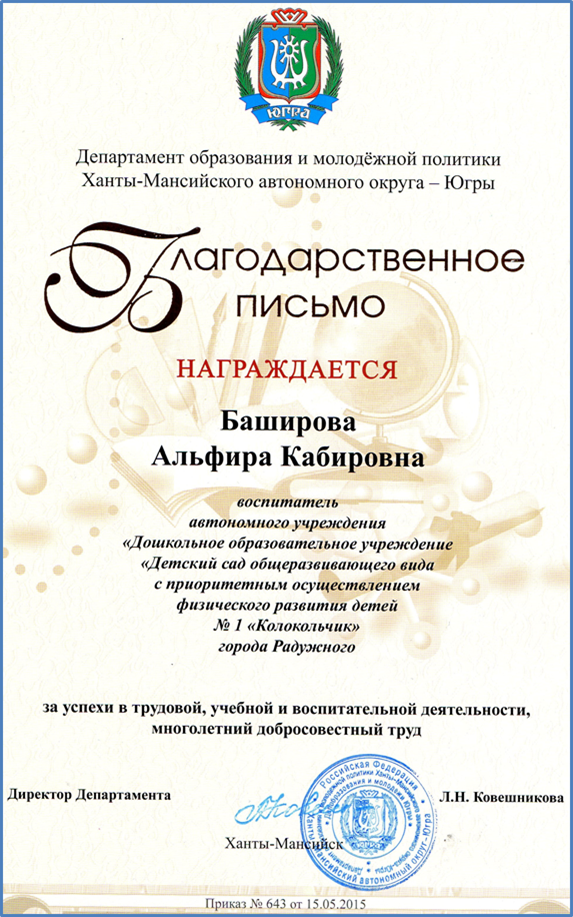 ЮГРА
Департамент образования и молодёжной политики
Ханты-Мансийского автономного округа – Югры
Благодарственное
письмо
НАГРАЖДАЕТСЯ
Баширова
Альфира Кабировна
воспитатель
автономного учреждения
«Дошкольное образовательное учреждение
«Детский сад общеразвивающего вида
с приоритетным осуществлением
физического развития детей
№ 1 «Колокольчик»
города Радужного
за успехи в трудовой, учебной и воспитательной деятельности,
многолетний добросовестный труд
Директор Департамента
Л.Н. Ковешникова
Российская Федерация
Ханты-Мансийский автономный округ-Югра
Ханты-Мансийск
Приказ № 643 от 15.05.2015